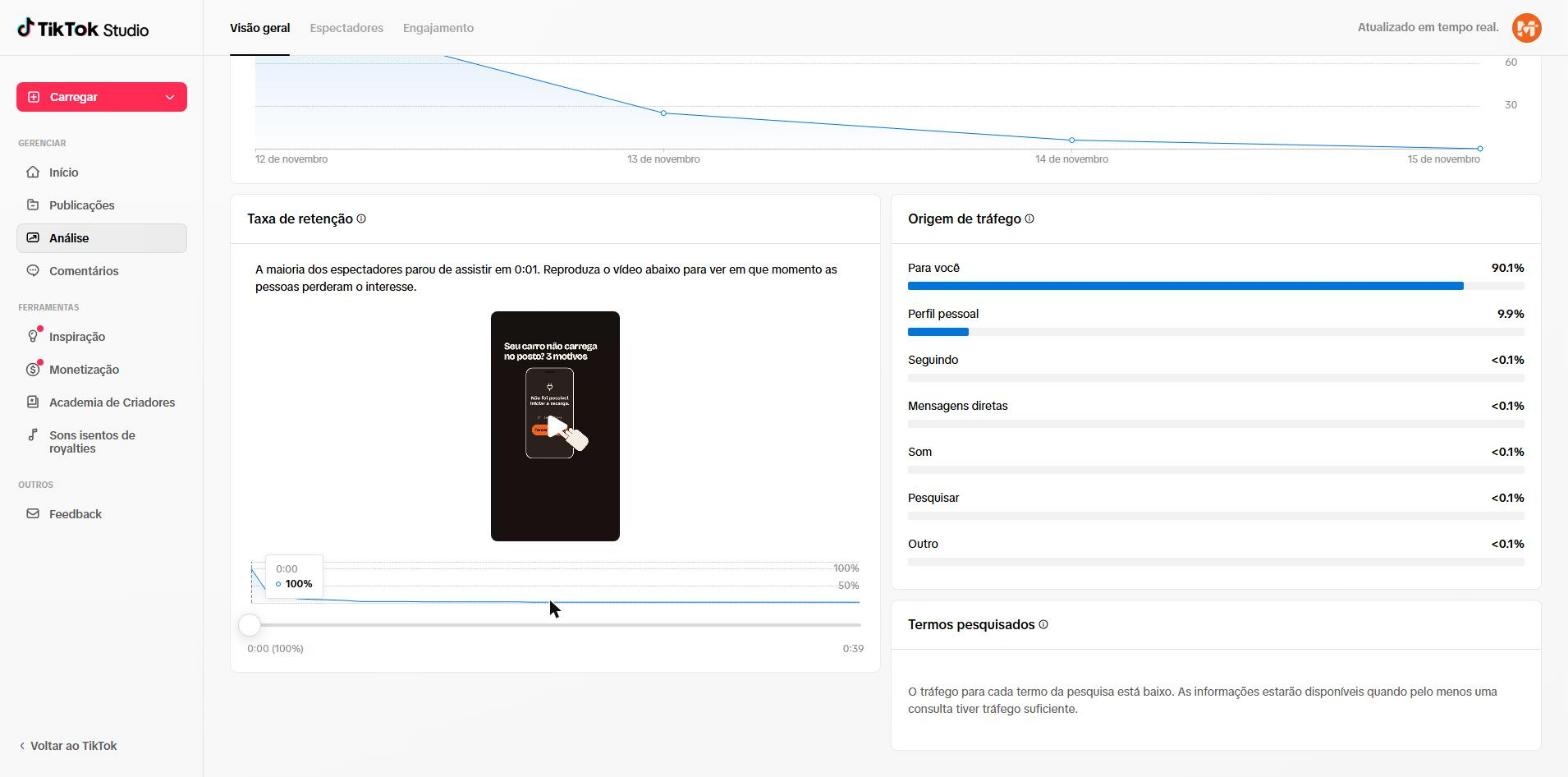 TikTok Studio
Visão geral
Espectadores
Engajamento
Atualizado em tempo real.
Carregar
GERENCIAR
Início
Publicações
Análise
Comentários
FERRAMENTAS
Inspiração
Monetização
Academia de Criadores
Sons isentos de
royalties
OUTROS
Feedback
Voltar ao TikTok
60
30
12 de novembro
13 de novembro
14 de novembro
15 de novembro
Taxa de retenção
A maioria dos espectadores parou de assistir em 0:01. Reproduza o vídeo abaixo para ver em que momento as
pessoas perderam o interesse.
Seu carro não carrega
no posto? 3 motivos
Não foi possível
iniciar a recarga.
0:00
100%
100%
50%
0:00 (100%)
0:39
Origem de tráfego
Para você
90.1%
Perfil pessoal
9.9%
Seguindo
<0.1%
Mensagens diretas
<0.1%
Som
<0.1%
Pesquisar
<0.1%
Outro
<0.1%
Termos pesquisados
O tráfego para cada termo da pesquisa está baixo. As informações estarão disponíveis quando pelo menos uma
consulta tiver tráfego suficiente.